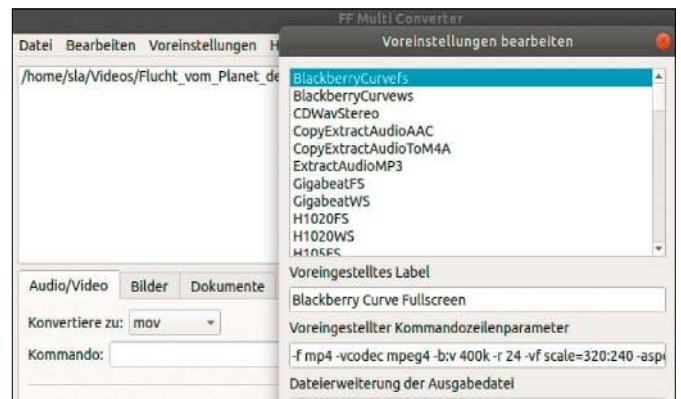 FF Multi Converter
Datei Bearbeiten Voreinstellungen H
/home/sla/Videos/Flucht_vom_Planet_de
Audio/Video Bilder Dokumente
Konvertiere zu: mov
Kommando:
Voreinstellungen bearbeiten
BlackberryCurvefs
BlackberryCurvews
CDWavStereo
CopyExtractAudioAAC
CopyExtractAudioToM4A
ExtractAudioMP3
GigabeatFS
GigabeatWS
H1020FS
H1020WS
H105FS
Voreingestelltes Label
Blackberry Curve Fullscreen
Voreingestellter Kommandozeilenparameter
-f mp4 -vcodec mpeg4 -b:v 400k -r 24 -vf scale=320:240 -aspe
Dateierweiterung der Ausgabedatei